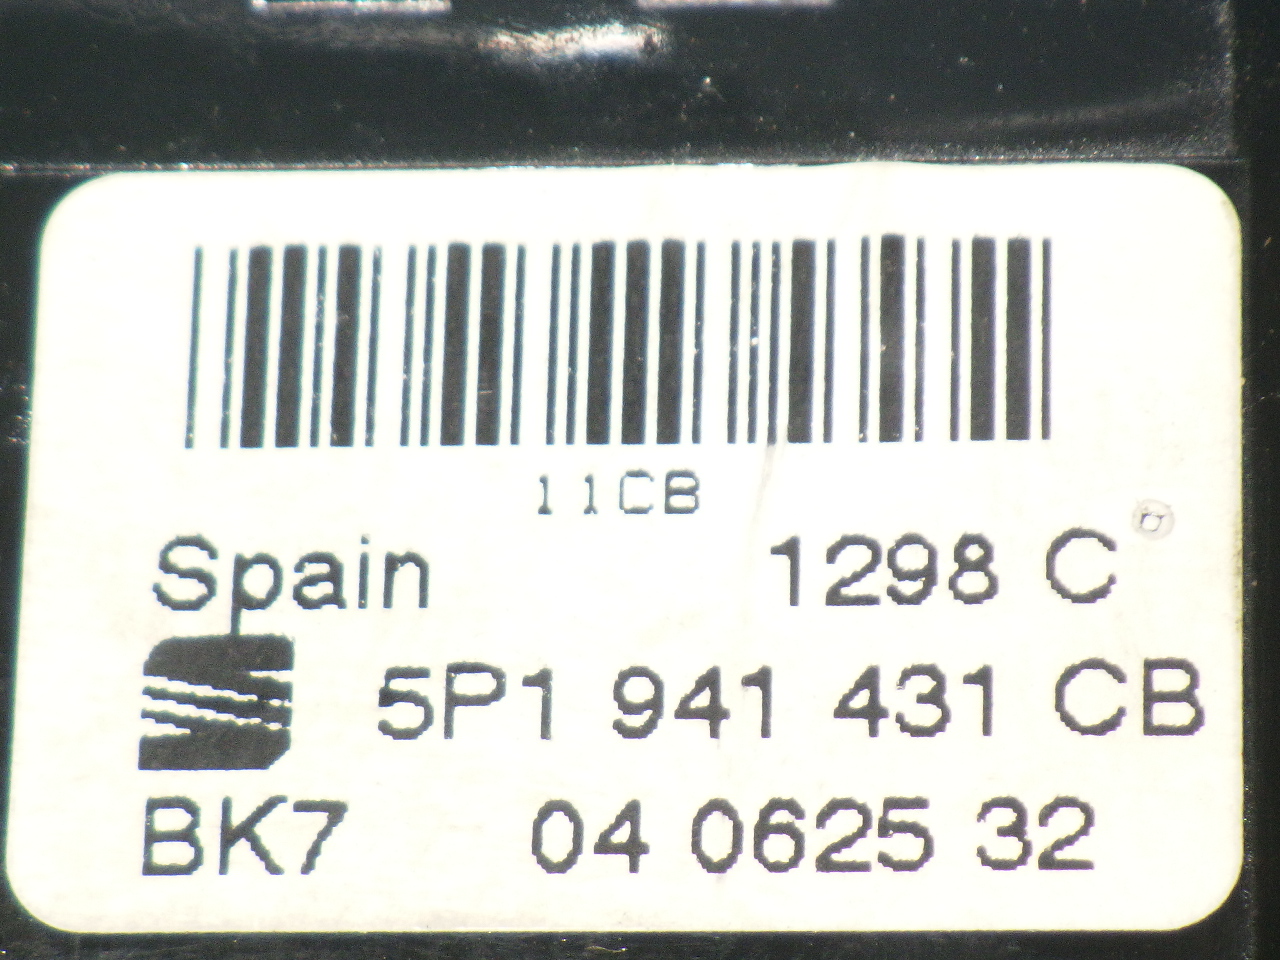 11CB
Spain 1298 C
5P1 941 431 CB
BK7 04 0625 32